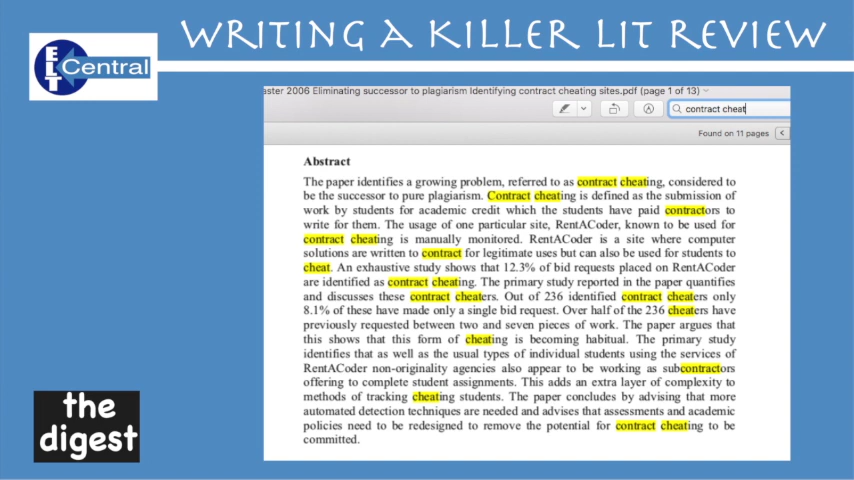 WRITING A KILLER LIT REVIEW
ELT Central
aster 2006 Eliminating successor to plagiarism Identifying contract cheating sites.pdf (page 1 of 13)
contract cheat
Found on 11 pages
Abstract
The paper identifies a growing problem, referred to as contract cheating, considered to
be the successor to pure plagiarism. Contract cheating is defined as the submission of
work by students for academic credit which the students have paid contractors to
write for them. The usage of one particular site, RentACoder, known to be used for
contract cheating is manually monitored. RentACoder is a site where computer
solutions are written to contract for legitimate uses but can also be used for students to
cheat. An exhaustive study shows that 12.3% of bid requests placed on RentACoder
are identified as contract cheating. The primary study reported in the paper quantifies
and discusses these contract cheaters. Out of 236 identified contract cheaters only
8.1% of these have made only a single bid request. Over half of the 236 cheaters have
previously requested between two and seven pieces of work. The paper argues that
this shows that this form of cheating is becoming habitual. The primary study
identifies that as well as the usual types of individual students using the services of
RentACoder non-originality agencies also appear to be working as subcontractors
offering to complete student assignments. This adds an extra layer of complexity to
methods of tracking cheating students. The paper concludes by advising that more
automated detection techniques are needed and advises that assessments and academic
policies need to be redesigned to remove the potential for contract cheating to be
committed.
the
digest